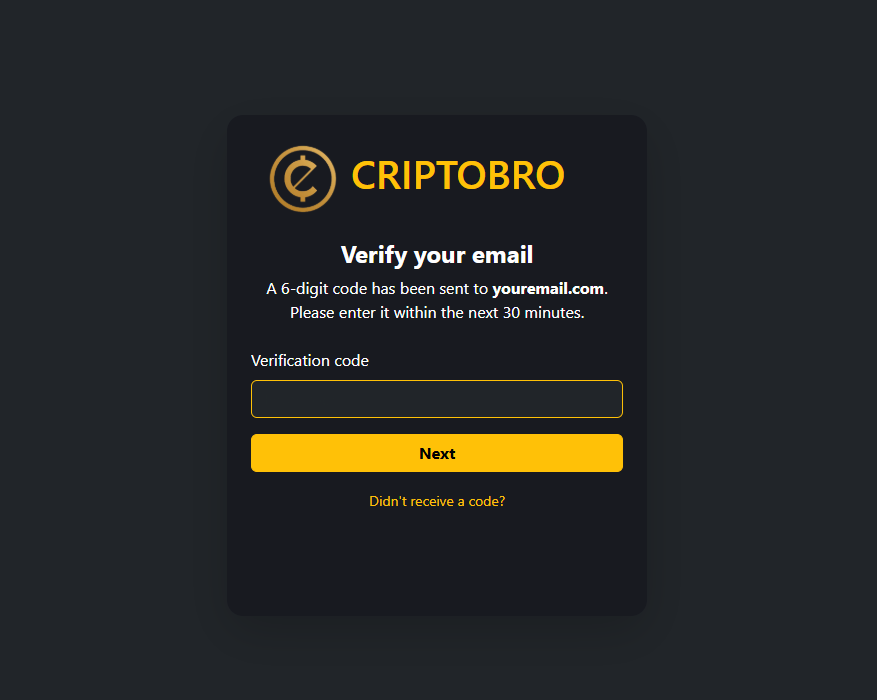 CRIPTOBRO
Verify your email
A 6-digit code has been sent to youremail.com.
Please enter it within the next 30 minutes.
Verification code
Next
Didn't receive a code?